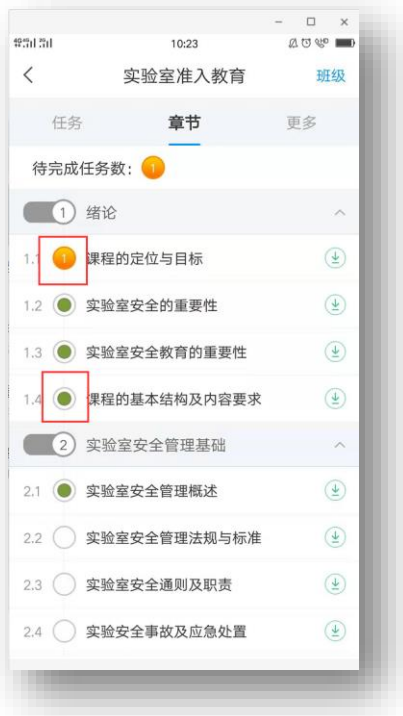 10:23
实验室准入教育 班级
任务 章节 更多
待完成任务数： 1
1 绪论
1.1 1 课程的定位与目标
1.2 实验室安全的重要性
1.3 实验室安全教育的重要性
1.4 课程的基本结构及内容要求
2 实验室安全管理基础
2.1 实验室安全管理概述
2.2 实验室安全管理法规与标准
2.3 实验室安全通则及职责
2.4 实验安全事故及应急处置